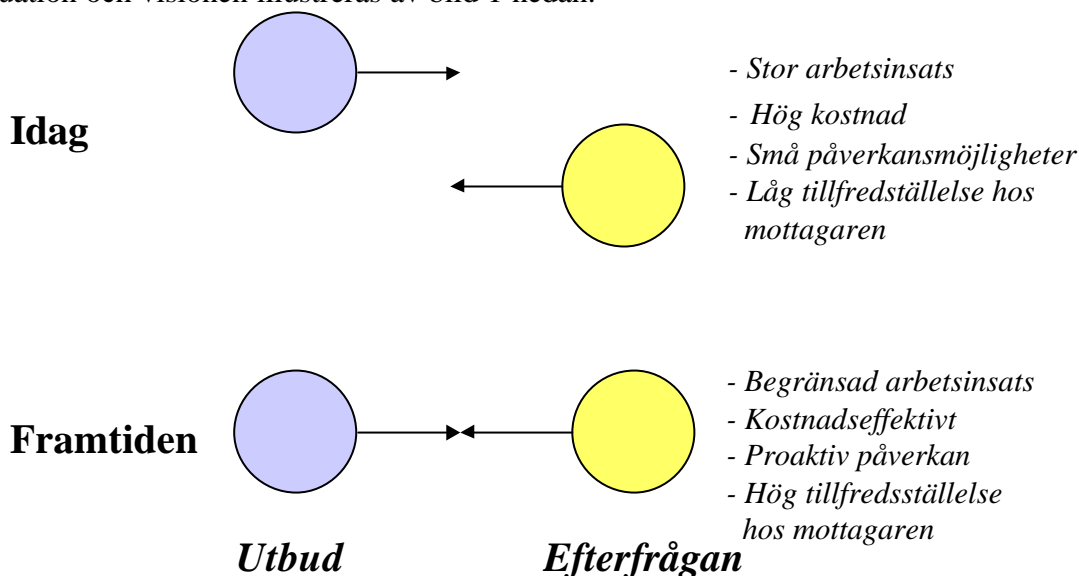 Idag
- Stor arbetsinsats
- Hög kostnad
- Små påverkansmöjligheter
- Låg tillfredställelse hos
mottagaren
Framtiden
- Begränsad arbetsinsats
- Kostnadseffektivt
- Proaktiv påverkan
- Hög tillfredsställelse
hos mottagaren
Utbud
Efterfrågan